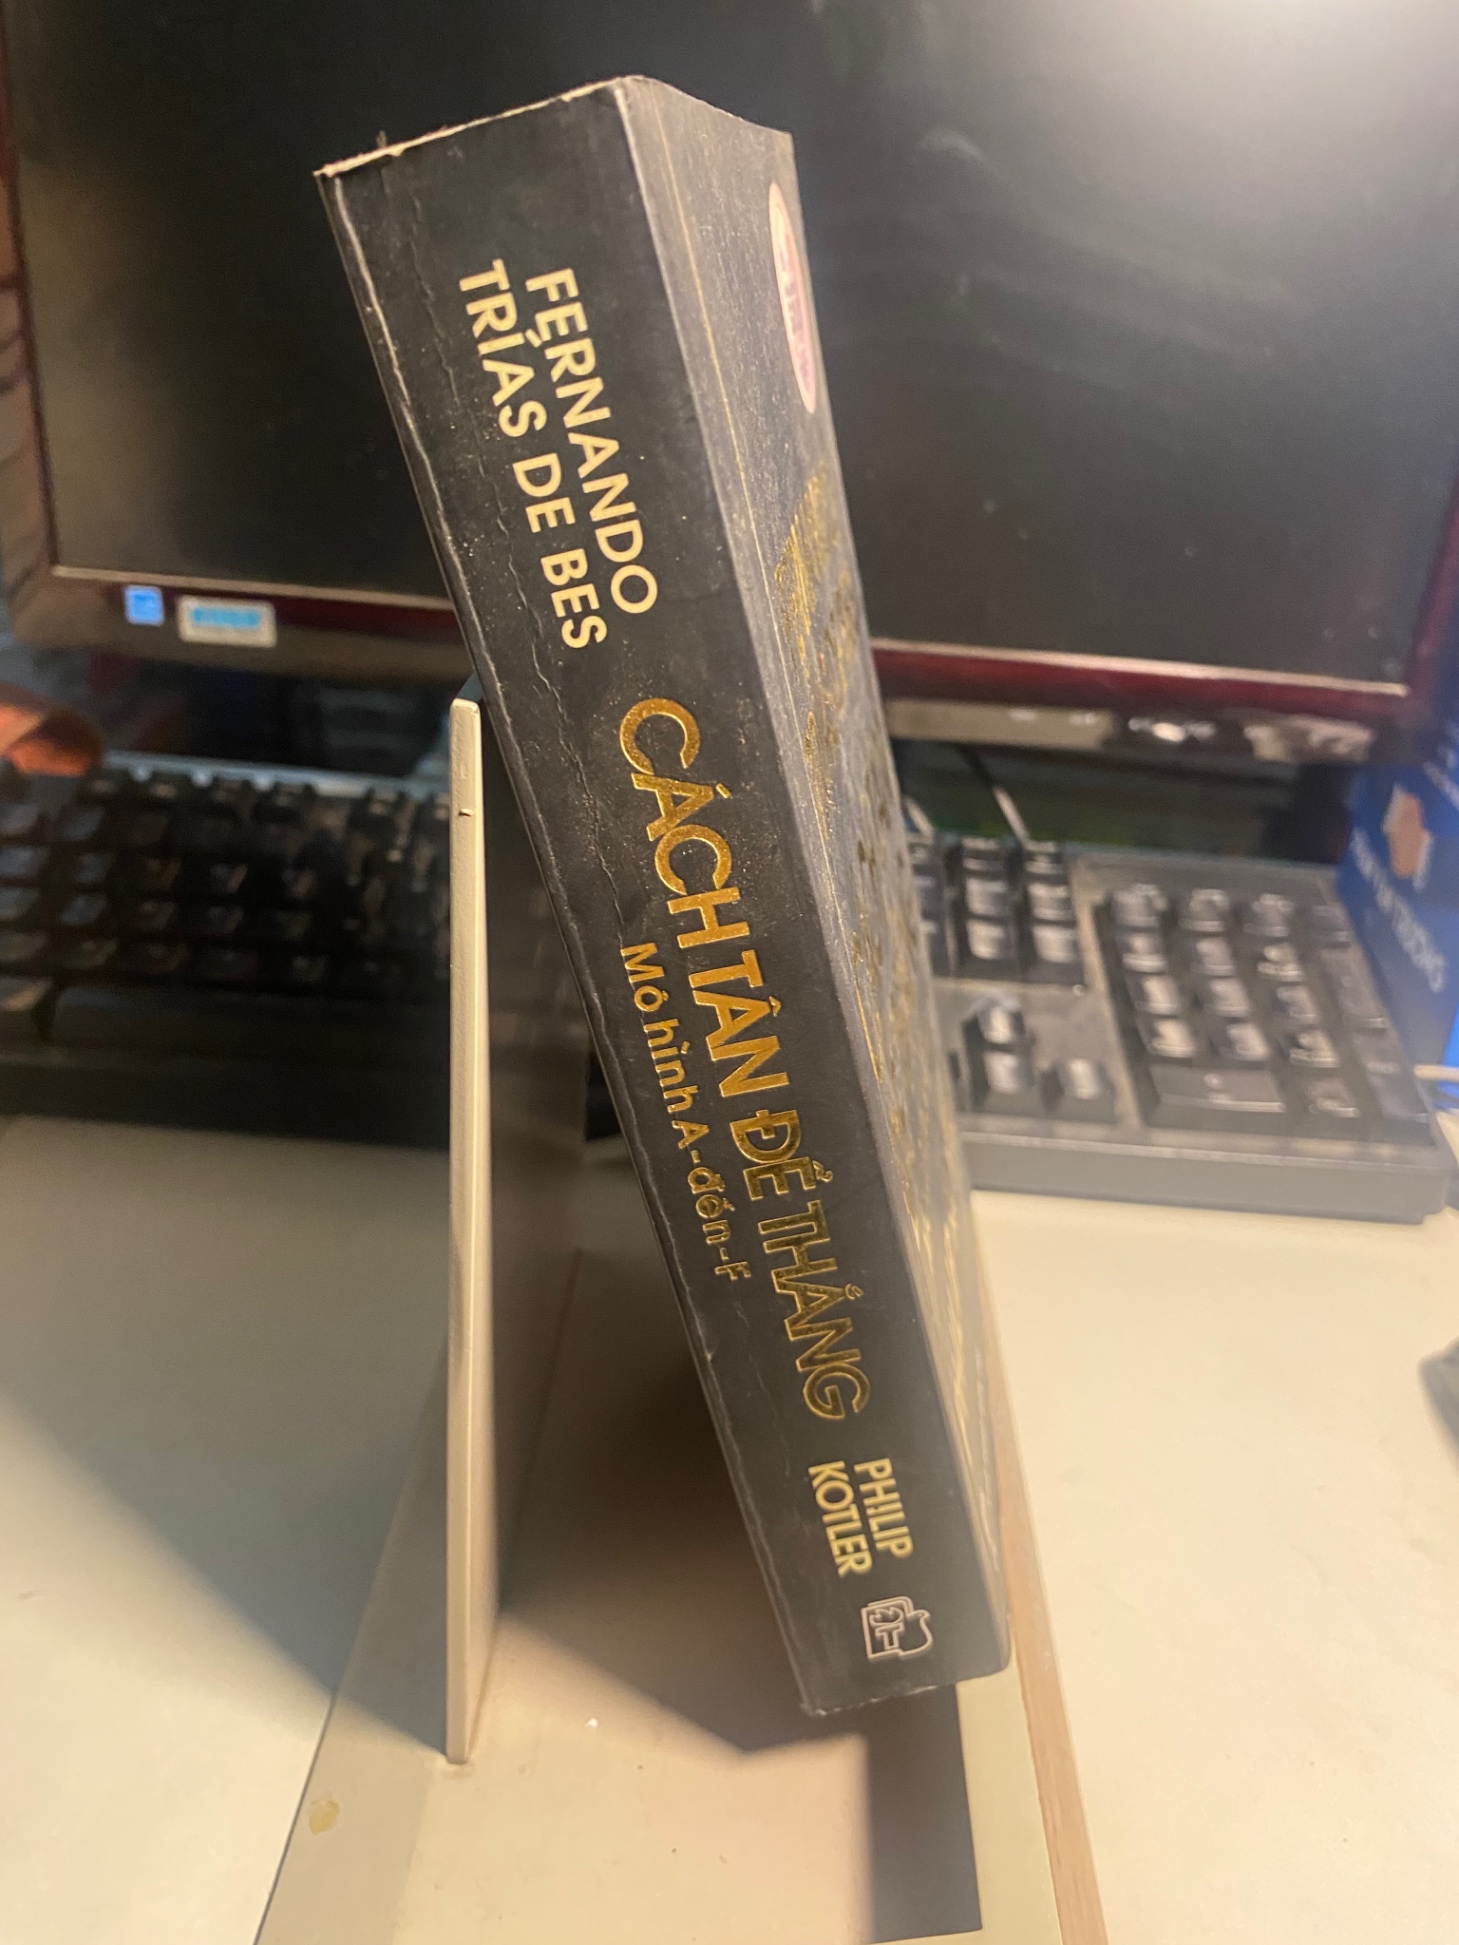 FERNANDO
TRÍAS DE BES
CÁCH TÂN ĐỂ THẮNG
Mô hình A-đến-F
PHILIP
KOTLER